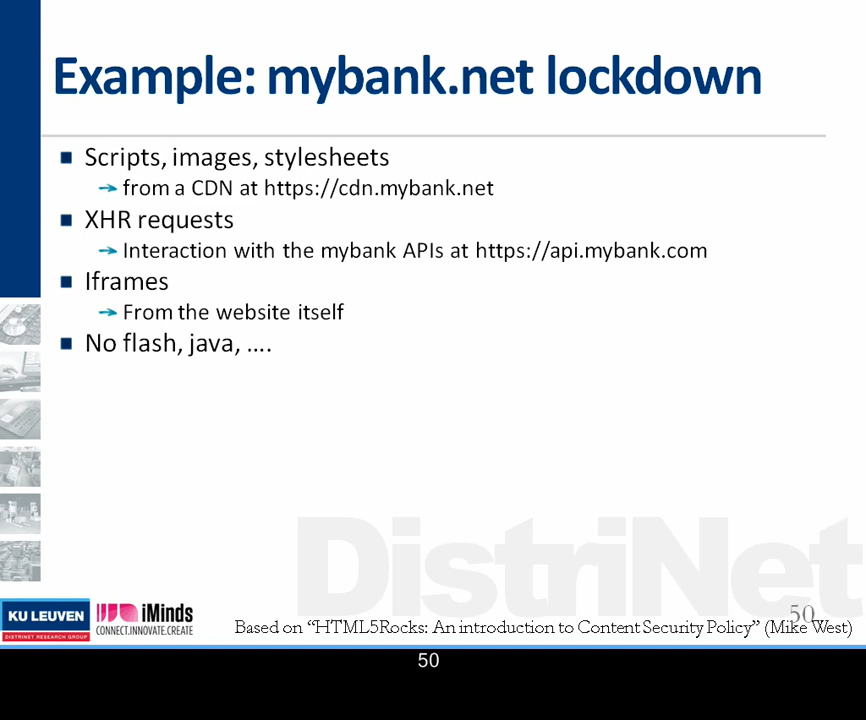 Example: mybank.net lockdown
Scripts, images, stylesheets
from a CDN at https://cdn.mybank.net
XHR requests
Interaction with the mybank APIs at https://api.mybank.com
Iframes
From the website itself
No flash, java, ....
DistriNet
KU LEUVEN
DISTRINET RESEARCH GROUP
iMinds
CONNECT.INNOVATE.CREATE
50
Based on “HTML5Rocks: An introduction to Content Security Policy” (Mike West)
50